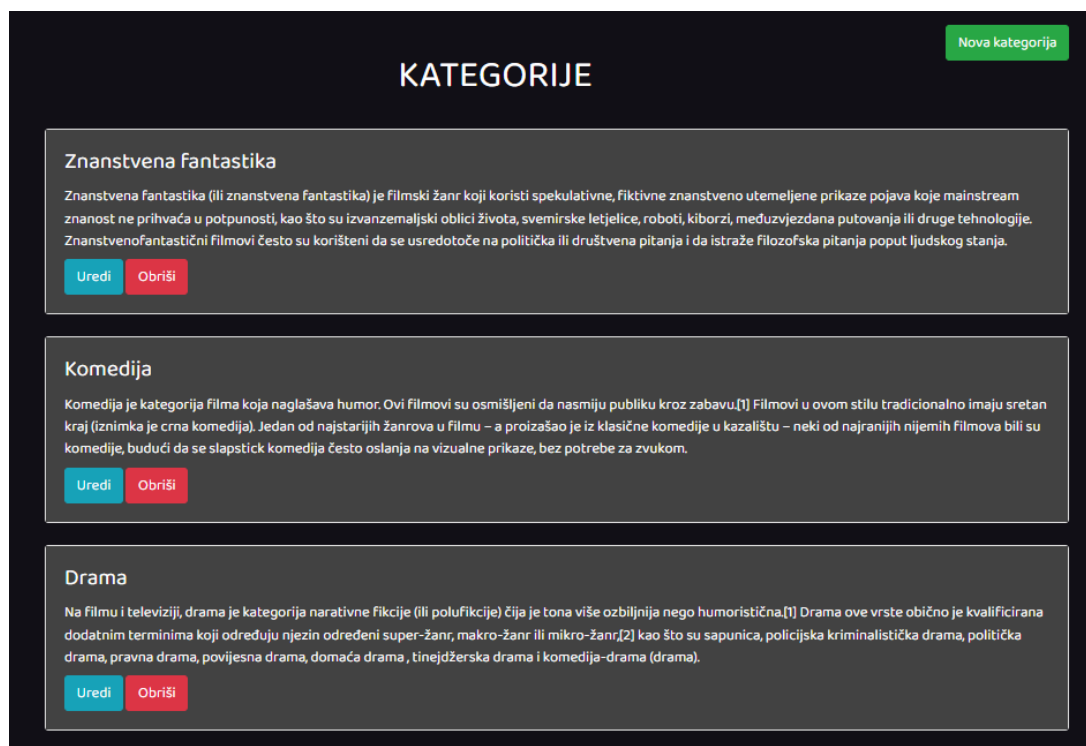 Nova kategorija
KATEGORIJE
Znanstvena fantastika
Znanstvena fantastika (ili znanstvena fantastika) je filmski žanr koji koristi spekulativne, fiktivne znanstveno utemeljene prikaze pojava koje mainstream
znanost ne prihvaća u potpunosti, kao što su izvanzemaljski oblici života, svemirske letjelice, roboti, kiborzi, međuzvjezdana putovanja ili druge tehnologije.
Znanstvenofantastični filmovi često su korišteni da se usredotoče na politička ili društvena pitanja i da istraže filozofska pitanja poput ljudskog stanja.
Uredi Obriši
Komedija
Komedija je kategorija filma koja naglašava humor. Ovi filmovi su osmišljeni da nasmiju publiku kroz zabavu.[1] Filmovi u ovom stilu tradicionalno imaju sretan
kraj (iznimka je crna komedija). Jedan od najstarijih žanrova u filmu – a proizašao je iz klasične komedije u kazalištu – neki od najranijih nijemih filmova bili su
komedije, budući da se slapstick komedija često oslanja na vizualne prikaze, bez potrebe za zvukom.
Uredi Obriši
Drama
Na filmu i televiziji, drama je kategorija narativne fikcije (ili polufikcije) čija je tona više ozbiljnija nego humoristična.[1] Drama ove vrste obično je kvalificirana
dodatnim terminima koji određuju njezin određeni super-žanr, makro-žanr ili mikro-žanr,[2] kao što su sapunica, policijska kriminalistička drama, politička
drama, pravna drama, povijesna drama, domaća drama , tinejdžerska drama i komedija-drama (drama).
Uredi Obriši